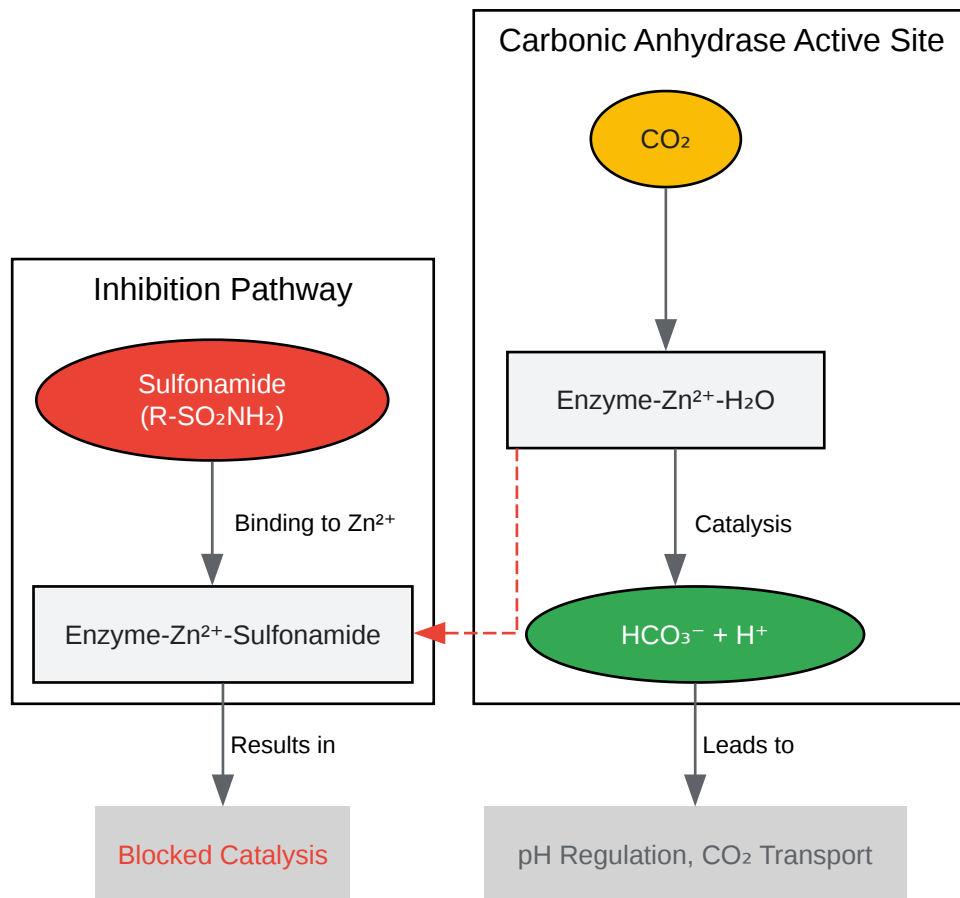 Carbonic Anhydrase Active Site
CO₂
Inhibition Pathway
Sulfonamide
(R-SO₂NH₂)
Enzyme-Zn²⁺-H₂O
Binding to Zn²⁺
Catalysis
Enzyme-Zn²⁺-Sulfonamide
HCO₃⁻ + H⁺
Results in
Leads to
Blocked Catalysis
pH Regulation, CO₂ Transport